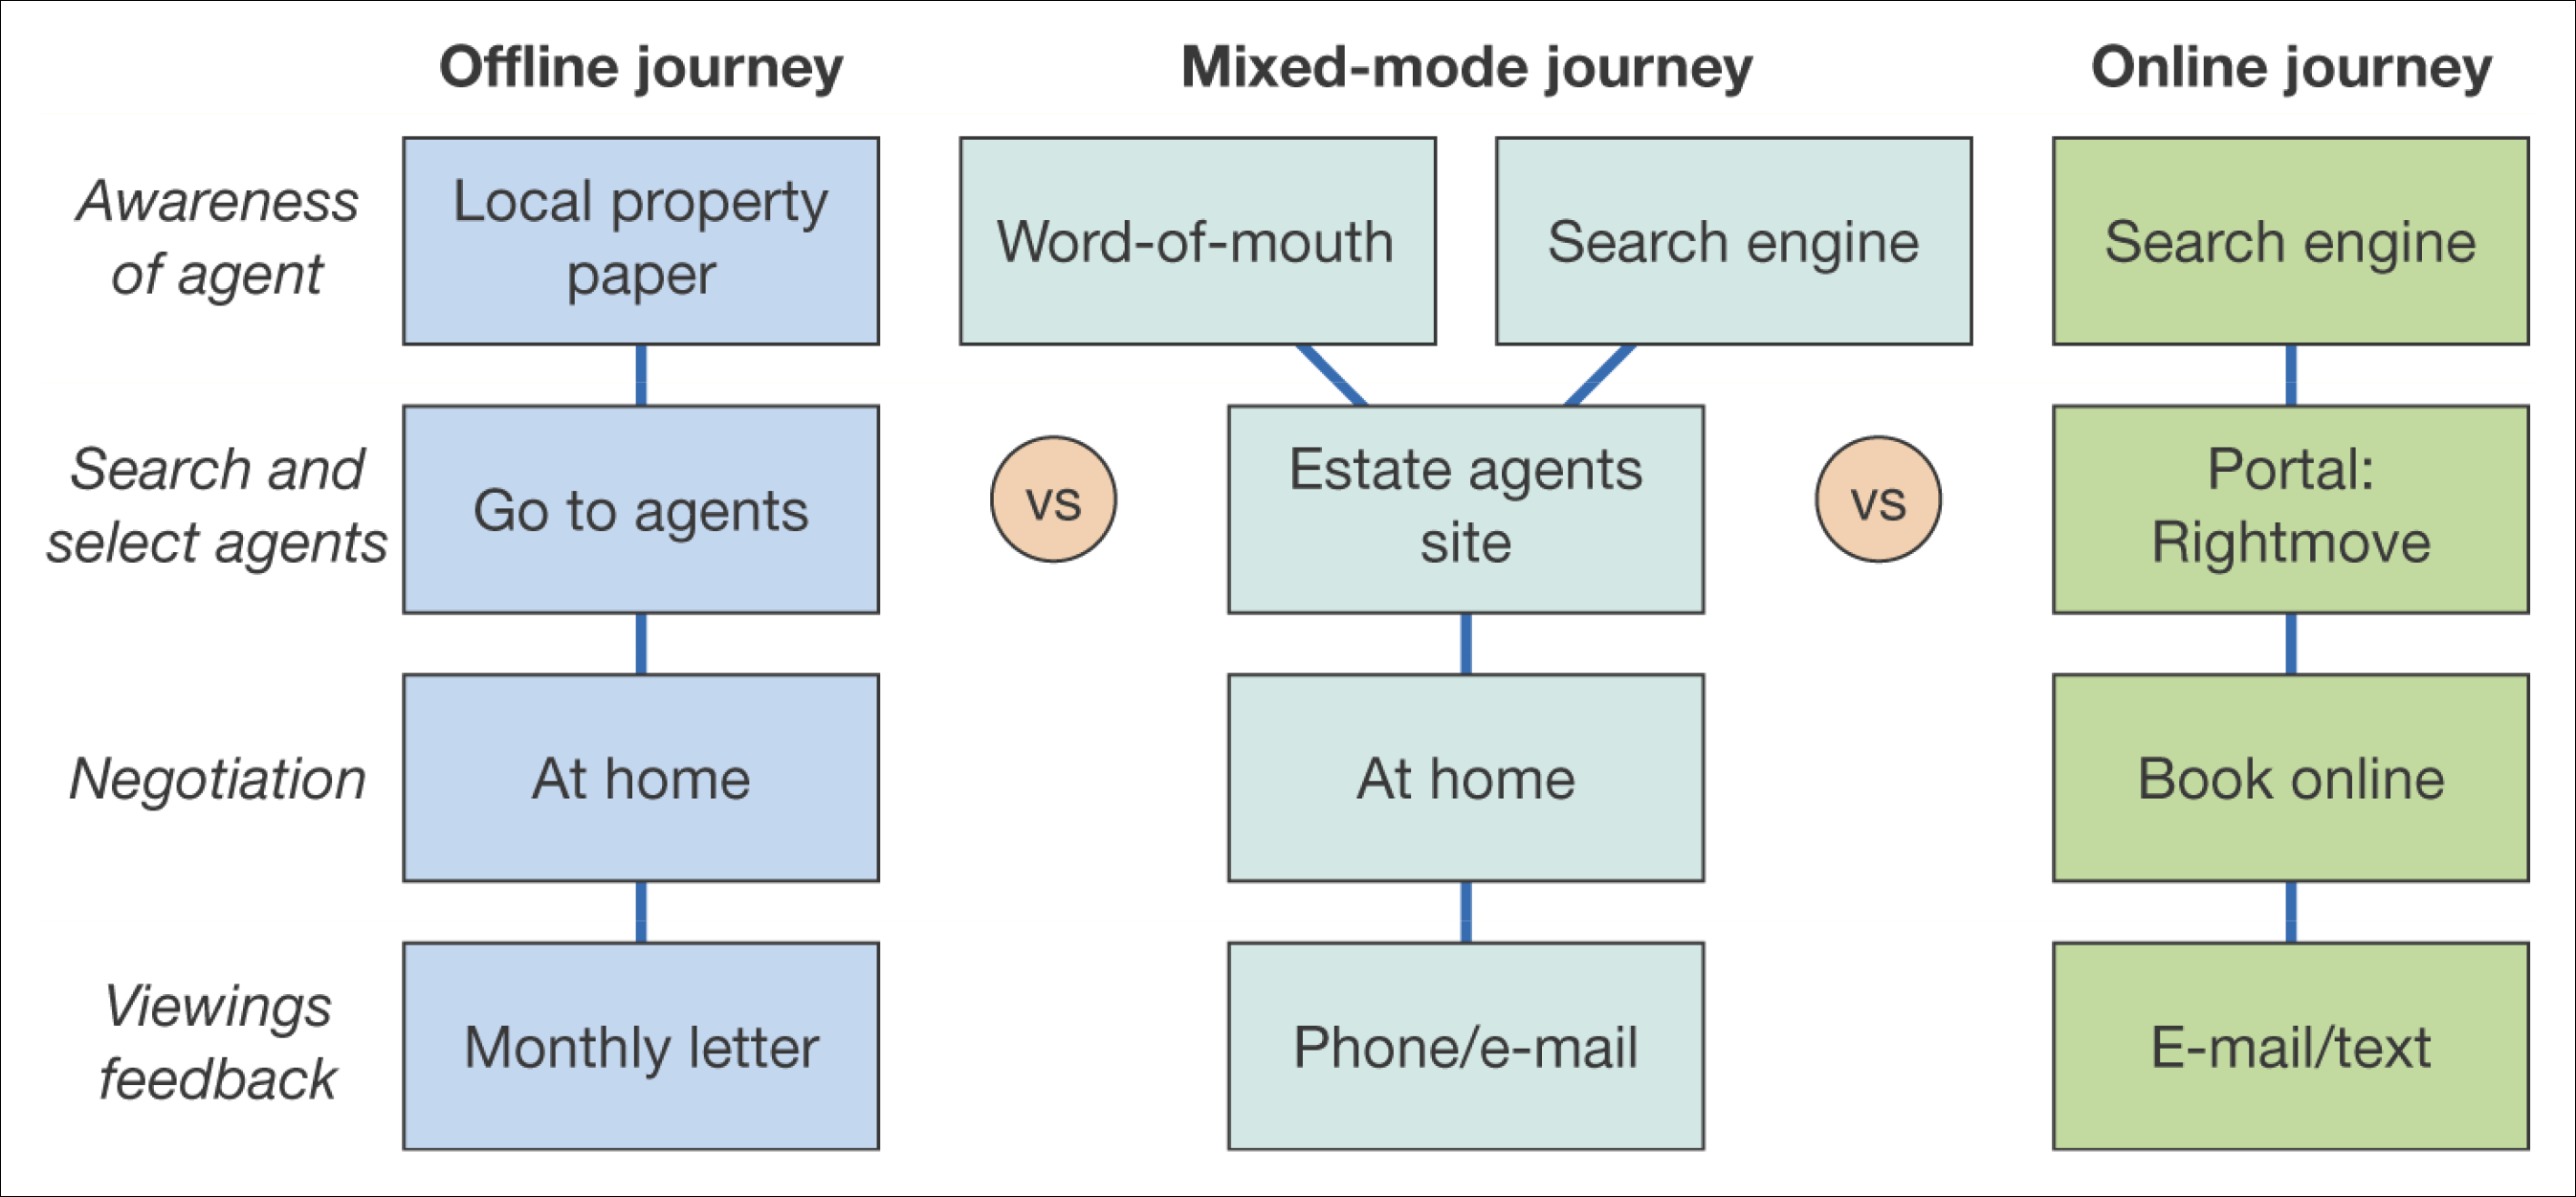 Offline journey
Mixed-mode journey
Online journey
Awareness
of agent
Local property
paper
Word-of-mouth
Search engine
Search engine
Search and
select agents
Go to agents
vs
Estate agents
site
vs
Portal:
Rightmove
Negotiation
At home
At home
Book online
Viewings
feedback
Monthly letter
Phone/e-mail
E-mail/text